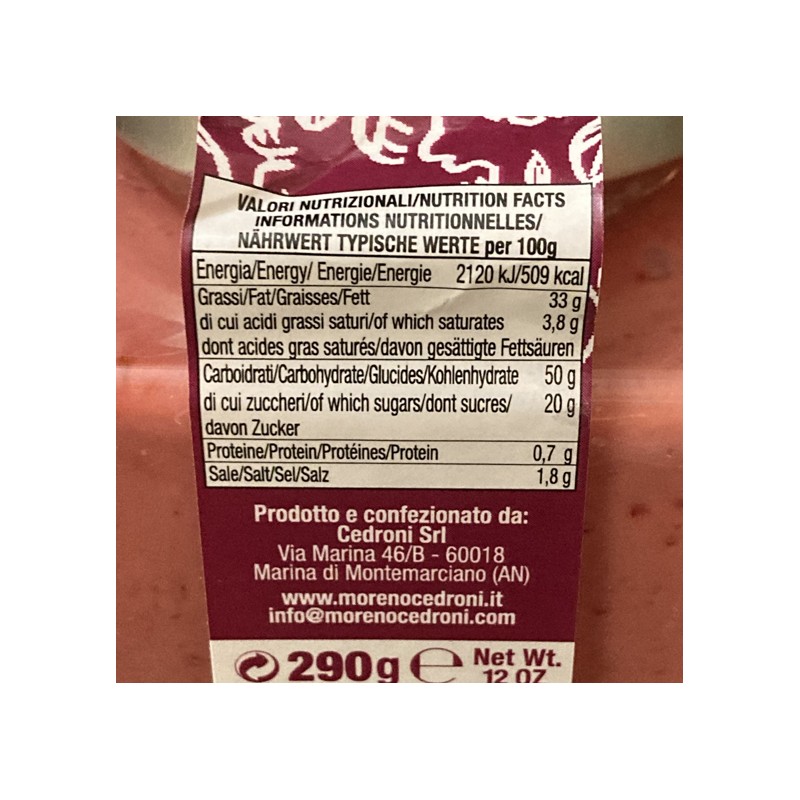 VALORI NUTRIZIONALI/NUTRITION FACTS
INFORMATIONS NUTRITIONNELLES/
NÄHRWERT TYPISCHE WERTE per 100g
Energia/Energy/ Energie/Energie 2120 kJ/509 kcal
Grassi/Fat/Graisses/Fett 33 g
di cui acidi grassi saturi/of which saturates 3,8 g
dont acides gras saturés/davon gesättigte Fettsäuren
Carboidrati/Carbohydrate/Glucides/Kohlenhydrate 50 g
di cui zuccheri/of which sugars/dont sucres/ 20 g
davon Zucker
Proteine/Protein/Protéines/Protein 0,7 g
Sale/Salt/Sel/Salz 1,8 g
Prodotto e confezionato da:
Cedroni Srl
Via Marina 46/B - 60018
Marina di Montemarciano (AN)
www.morenocedroni.it
info@morenocedroni.com
290g e Net Wt.
12 OZ